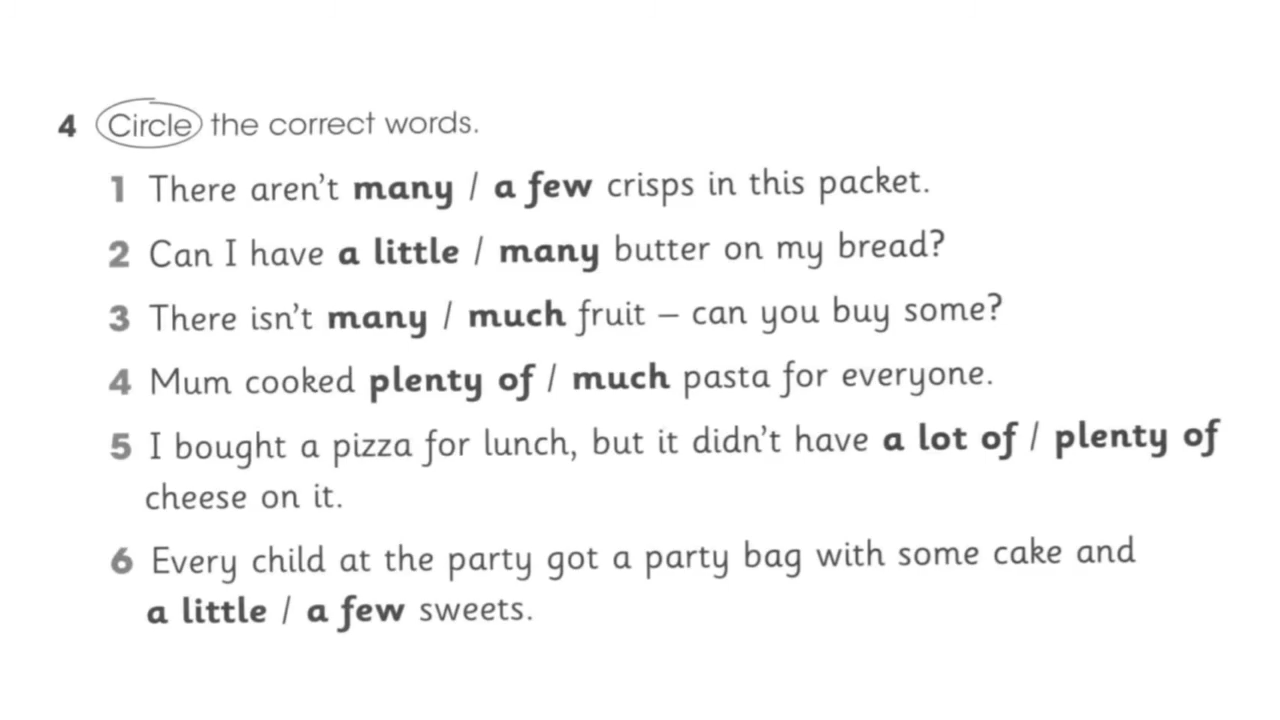 4 Circle the correct words.
1 There aren't many / a few crisps in this packet.
2 Can I have a little / many butter on my bread?
3 There isn't many / much fruit – can you buy some?
4 Mum cooked plenty of / much pasta for everyone.
5 I bought a pizza for lunch, but it didn't have a lot of / plenty of
cheese on it.
6 Every child at the party got a party bag with some cake and
a little / a few sweets.